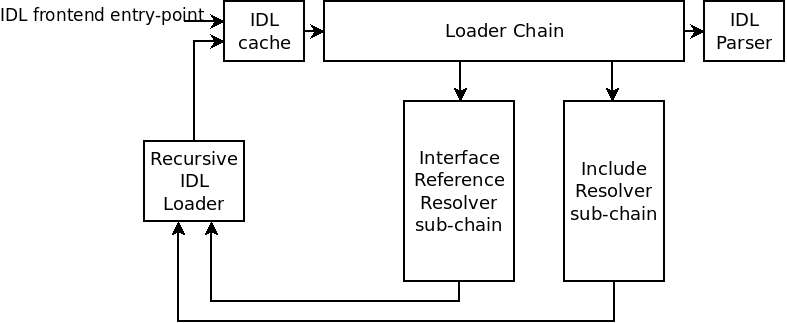 IDL frontend entry-point
IDL
cache
Loader Chain
IDL
Parser
Recursive
IDL
Loader
Interface
Reference
Resolver
sub-chain
Include
Resolver
sub-chain